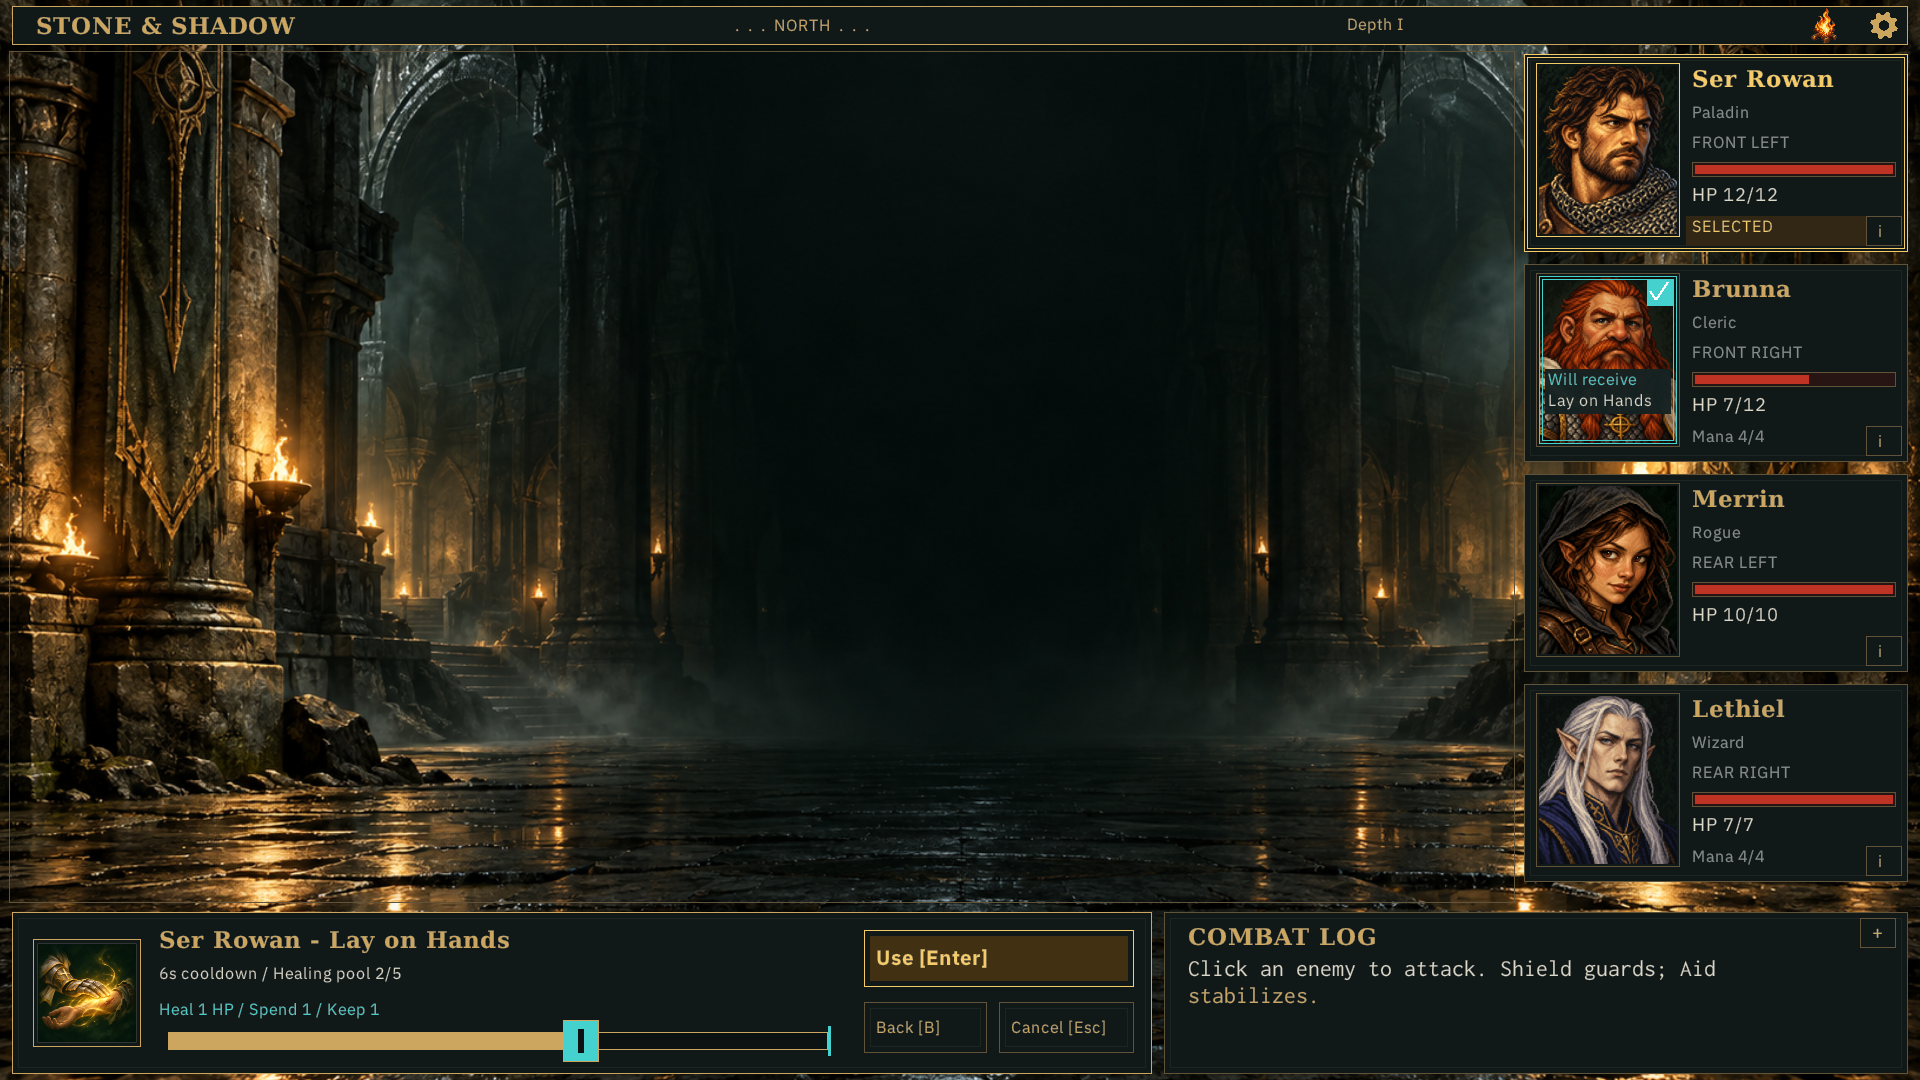 STONE & SHADOW
. . . NORTH . . .
Depth I
Ser Rowan
Paladin
FRONT LEFT
HP 12/12
SELECTED
i
Brunna
Cleric
FRONT RIGHT
Will receive
Lay on Hands
HP 7/12
Mana 4/4
i
Merrin
Rogue
REAR LEFT
HP 10/10
i
Lethiel
Wizard
REAR RIGHT
HP 7/7
Mana 4/4
i
Ser Rowan - Lay on Hands
6s cooldown / Healing pool 2/5
Heal 1 HP / Spend 1 / Keep 1
Use [Enter]
Back [B]
Cancel [Esc]
COMBAT LOG
+
Click an enemy to attack. Shield guards; Aid
stabilizes.